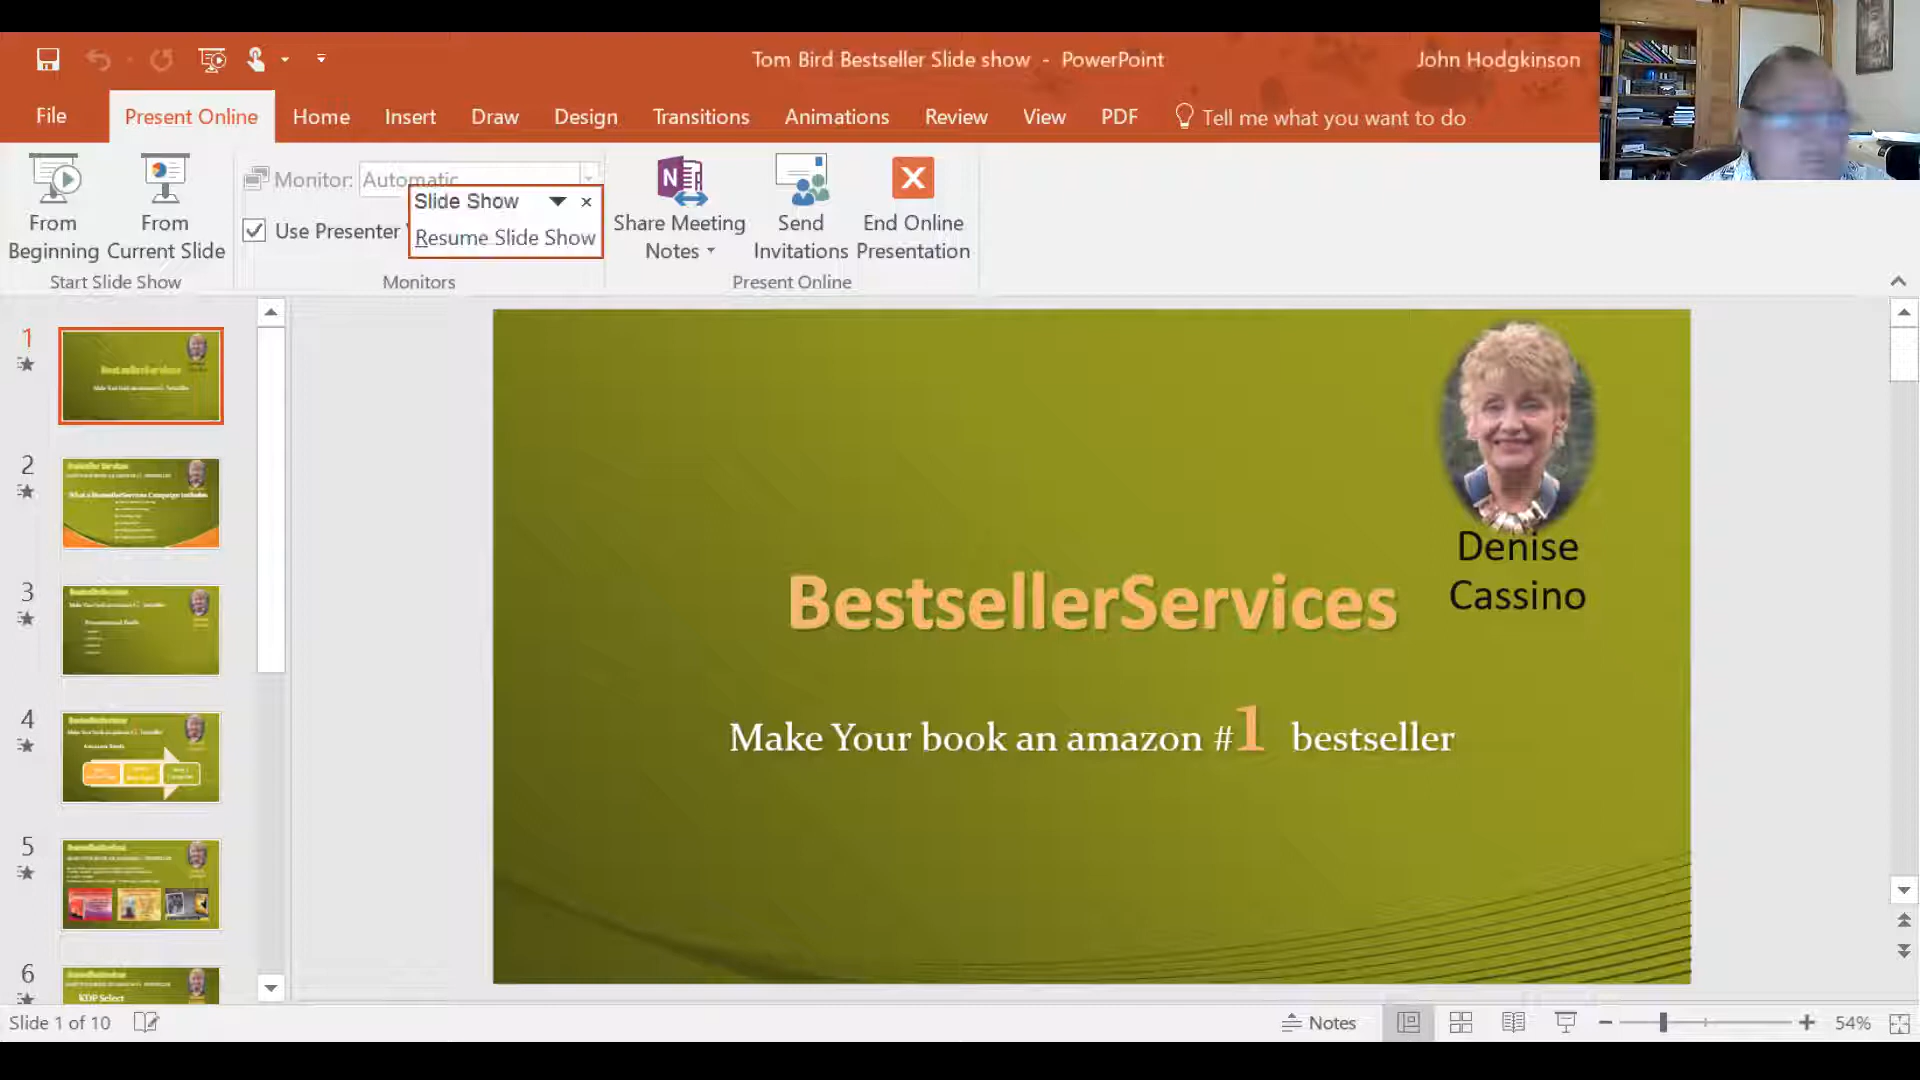 Tom Bird Bestseller Slide show - PowerPoint
John Hodgkinson
File
Present Online
Home
Insert
Draw
Design
Transitions
Animations
Review
View
PDF
Tell me what you want to do
From Beginning
From Current Slide
Start Slide Show
Monitor: Automatic
Use Presenter
Slide Show
Resume Slide Show
Monitors
Share Meeting Notes
Send Invitations
End Online Presentation
Present Online
1
2
3
4
5
6
KDP Select
Denise
Cassino
BestsellerServices
Make Your book an amazon #1 bestseller
Slide 1 of 10
Notes
54%